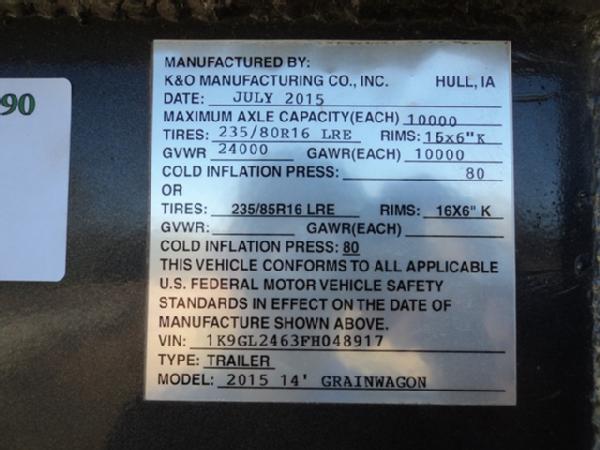 90
MANUFACTURED BY:
K&O MANUFACTURING CO., INC. HULL, IA
DATE: JULY 2015
MAXIMUM AXLE CAPACITY(EACH) 10000
TIRES: 235/80R16 LRE RIMS: 15x6"K
GVWR 24000 GAWR(EACH) 10000
COLD INFLATION PRESS: 80
OR
TIRES: 235/85R16 LRE RIMS: 16X6" K
GVWR: GAWR(EACH):
COLD INFLATION PRESS: 80
THIS VEHICLE CONFORMS TO ALL APPLICABLE
U.S. FEDERAL MOTOR VEHICLE SAFETY
STANDARDS IN EFFECT ON THE DATE OF
MANUFACTURE SHOWN ABOVE.
VIN: 1K9GL2463FH048917
TYPE: TRAILER
MODEL: 2015 14' GRAINWAGON